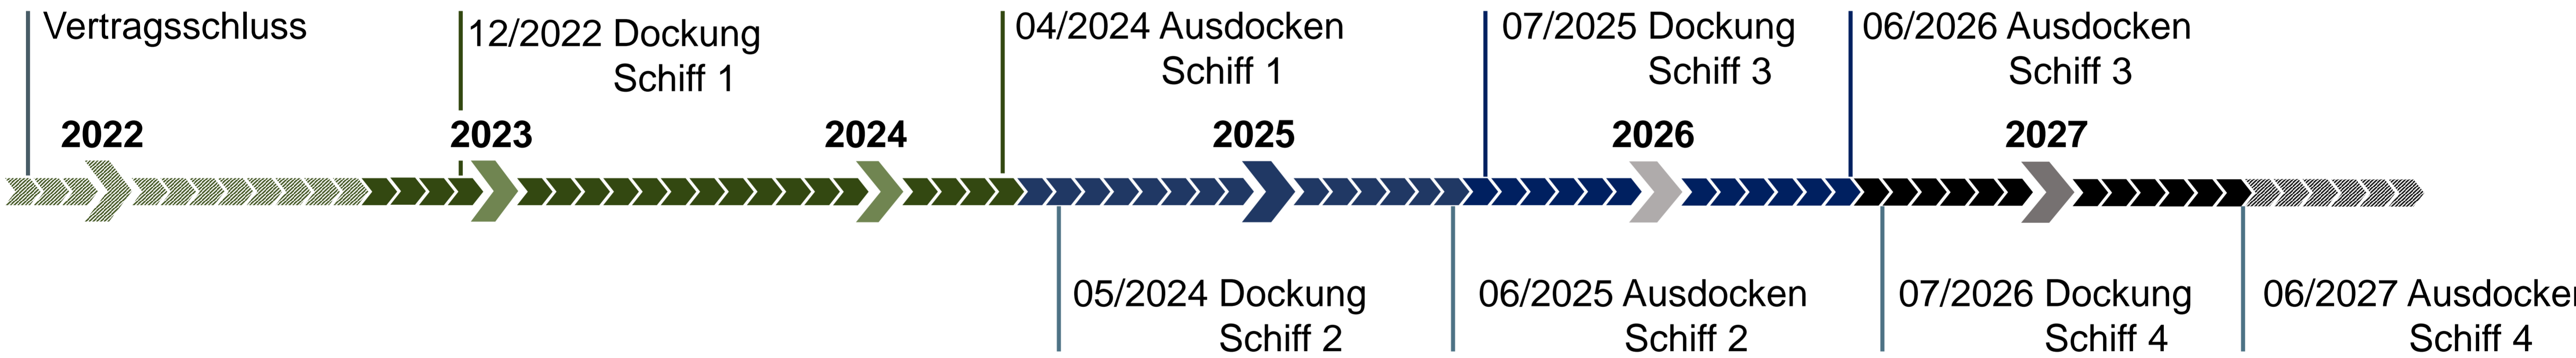 Vertragsschluss
12/2022 Dockung
Schiff 1
04/2024 Ausdocken
Schiff 1
07/2025 Dockung
Schiff 3
06/2026 Ausdocken
Schiff 3
2022
2023
2024
2025
2026
2027
05/2024 Dockung
Schiff 2
06/2025 Ausdocken
Schiff 2
07/2026 Dockung
Schiff 4
06/2027 Ausdocken
Schiff 4